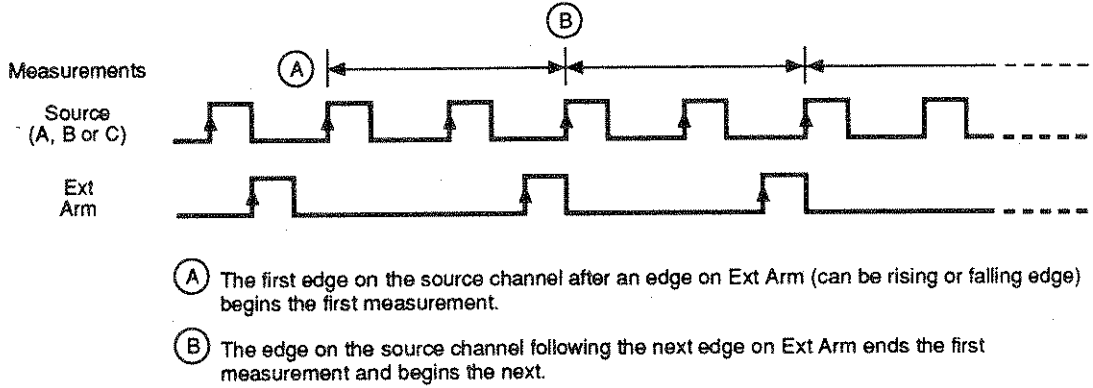 B
A
Measurements
Source
(A, B or C)
Ext
Arm
A The first edge on the source channel after an edge on Ext Arm (can be rising or falling edge)
begins the first measurement.
B The edge on the source channel following the next edge on Ext Arm ends the first
measurement and begins the next.